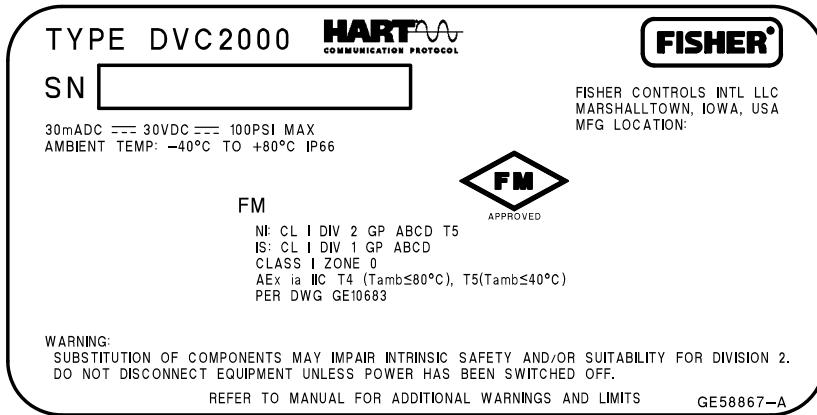 TYPE DVC2000
HART
COMMUNICATION PROTOCOL
FISHER®
SN
FISHER CONTROLS INTL LLC
MARSHALLTOWN, IOWA, USA
MFG LOCATION:
30mADC ⎓ 30VDC ⎓ 100PSI MAX
AMBIENT TEMP: -40°C TO +80°C IP66
FM
APPROVED
FM
NI: CL I DIV 2 GP ABCD T5
IS: CL I DIV 1 GP ABCD
CLASS I ZONE 0
AEx ia IIC T4 (Tamb≤80°C), T5(Tamb≤40°C)
PER DWG GE10683
WARNING:
SUBSTITUTION OF COMPONENTS MAY IMPAIR INTRINSIC SAFETY AND/OR SUITABILITY FOR DIVISION 2.
DO NOT DISCONNECT EQUIPMENT UNLESS POWER HAS BEEN SWITCHED OFF.
REFER TO MANUAL FOR ADDITIONAL WARNINGS AND LIMITS
GE58867-A